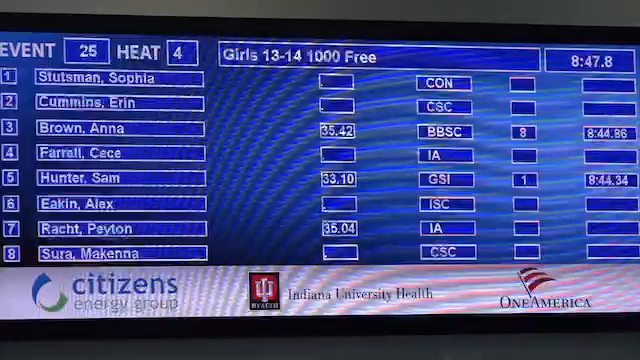 EVENT 25 HEAT 4 Girls 13-14 1000 Free 8:47.8
1 Stutsman, Sophia . CON
2 Cummins, Erin . CSC
3 Brown, Anna 35.42 BBSC 8 8:44.86
4 Farrell, Cece . IA
5 Hunter, Sam 33.10 GSI 1 8:44.34
6 Eakin, Alex . ISC
7 Racht, Peyton 35.04 IA
8 Sura, Makenna . CSC
citizens
energy group
HEALTH
Indiana University Health
ONEAMERICA